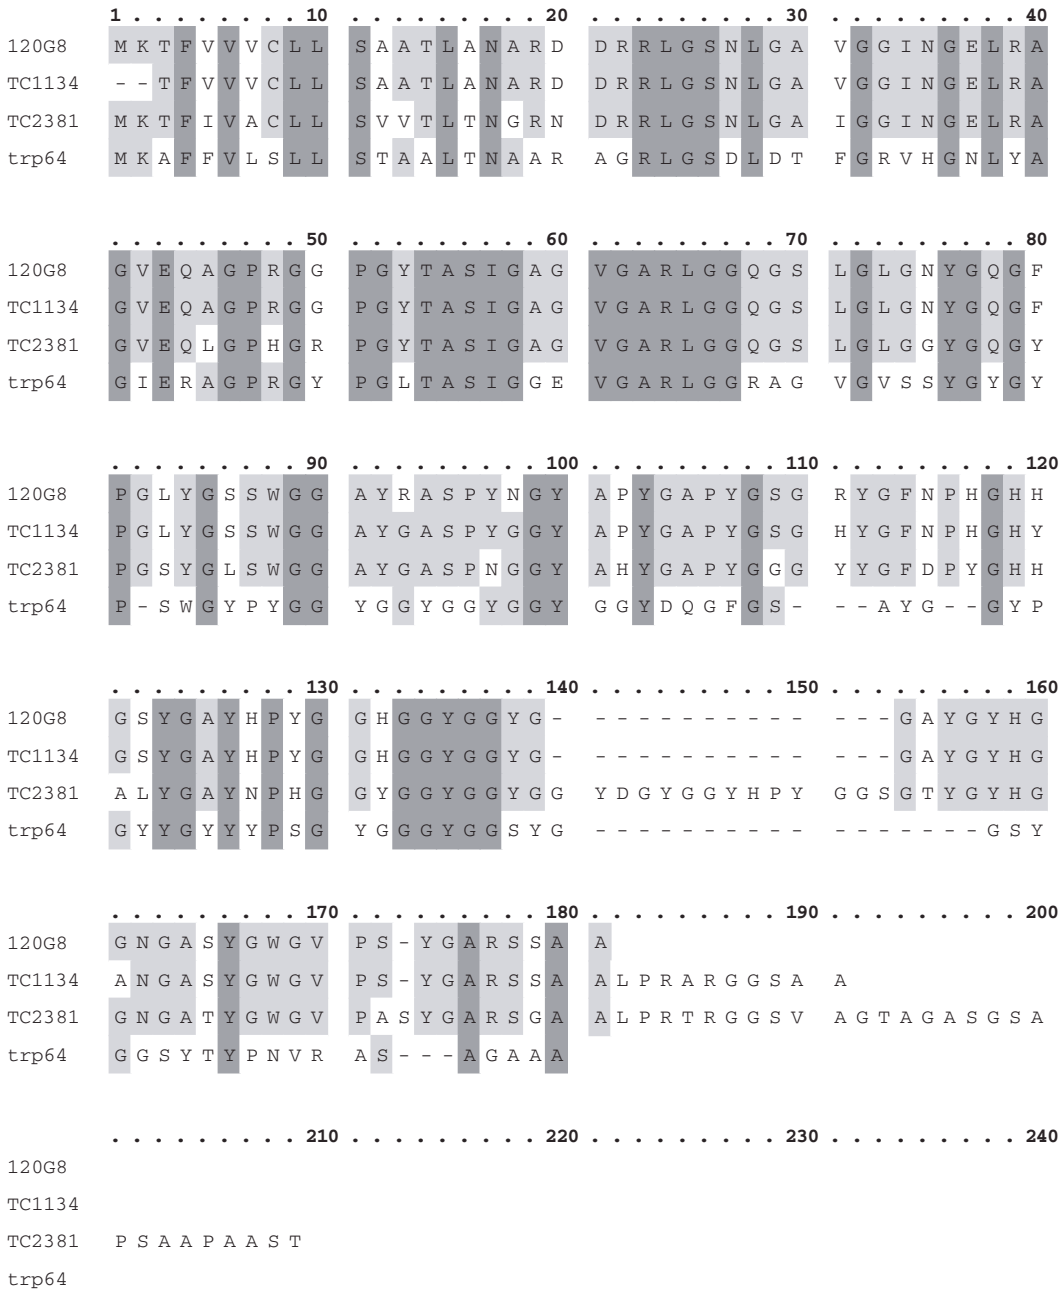 1 . . . . . . . . 10 . . . . . . . . . 20 . . . . . . . . . 30 . . . . . . . . . 40
120G8 M K T F V V V C L L S A A T L A N A R D D R R L G S N L G A V G G I N G E L R A
TC1134 - - T F V V V C L L S A A T L A N A R D D R R L G S N L G A V G G I N G E L R A
TC2381 M K T F I V A C L L S V V T L T N G R N D R R L G S N L G A I G G I N G E L R A
trp64 M K A F F V L S L L S T A A L T N A A R A G R L G S D L D T F G R V H G N L Y A
. . . . . . . . . 50 . . . . . . . . . 60 . . . . . . . . . 70 . . . . . . . . . 80
120G8 G V E Q A G P R G G P G Y T A S I G A G V G A R L G G Q G S L G L G N Y G Q G F
TC1134 G V E Q A G P R G G P G Y T A S I G A G V G A R L G G Q G S L G L G N Y G Q G F
TC2381 G V E Q L G P H G R P G Y T A S I G A G V G A R L G G Q G S L G L G G Y G Q G Y
trp64 G I E R A G P R G Y P G L T A S I G G E V G A R L G G R A G V G V S S Y G Y G Y
. . . . . . . . . 90 . . . . . . . . . 100 . . . . . . . . . 110 . . . . . . . . . 120
120G8 P G L Y G S S W G G A Y R A S P Y N G Y A P Y G A P Y G S G R Y G F N P H G H H
TC1134 P G L Y G S S W G G A Y G A S P Y G G Y A P Y G A P Y G S G H Y G F N P H G H Y
TC2381 P G S Y G L S W G G A Y G A S P N G G Y A H Y G A P Y G G G Y Y G F D P Y G H H
trp64 P - S W G Y P Y G G Y G G Y G G Y G G Y G G Y D Q G F G S - - - A Y G - - G Y P
. . . . . . . . . 130 . . . . . . . . . 140 . . . . . . . . . 150 . . . . . . . . . 160
120G8 G S Y G A Y H P Y G G H G G Y G G Y G - - - - - - - - - - - - - - G A Y G Y H G
TC1134 G S Y G A Y H P Y G G H G G Y G G Y G - - - - - - - - - - - - - - G A Y G Y H G
TC2381 A L Y G A Y N P H G G Y G G Y G G Y G G Y D G Y G G Y H P Y G G S G T Y G Y H G
trp64 G Y Y G Y Y Y P S G Y G G G Y G G S Y G - - - - - - - - - - - - - - - - - G S Y
. . . . . . . . . 170 . . . . . . . . . 180 . . . . . . . . . 190 . . . . . . . . . 200
120G8 G N G A S Y G W G V P S - Y G A R S S A A
TC1134 A N G A S Y G W G V P S - Y G A R S S A A L P R A R G G S A A
TC2381 G N G A T Y G W G V P A S Y G A R S G A A L P R T R G G S V A G T A G A S G S A
trp64 G G S Y T Y P N V R A S - - - A G A A A
. . . . . . . . . 210 . . . . . . . . . 220 . . . . . . . . . 230 . . . . . . . . . 240
120G8
TC1134
TC2381 P S A A P A A S T
trp64